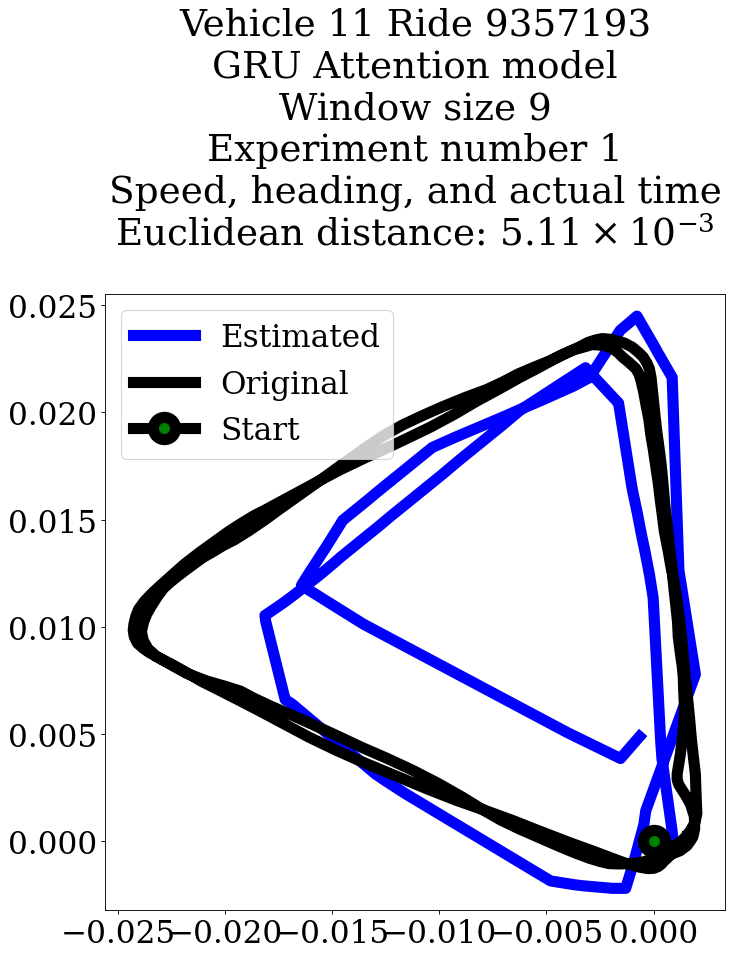 Vehicle 11 Ride 9357193
GRU Attention model
Window size 9
Experiment number 1
Speed, heading, and actual time
Euclidean distance: 5.11 × 10⁻³
Estimated
Original
Start
0.025
0.020
0.015
0.010
0.005
0.000
−0.025
−0.020
−0.015
−0.010
−0.005
0.000